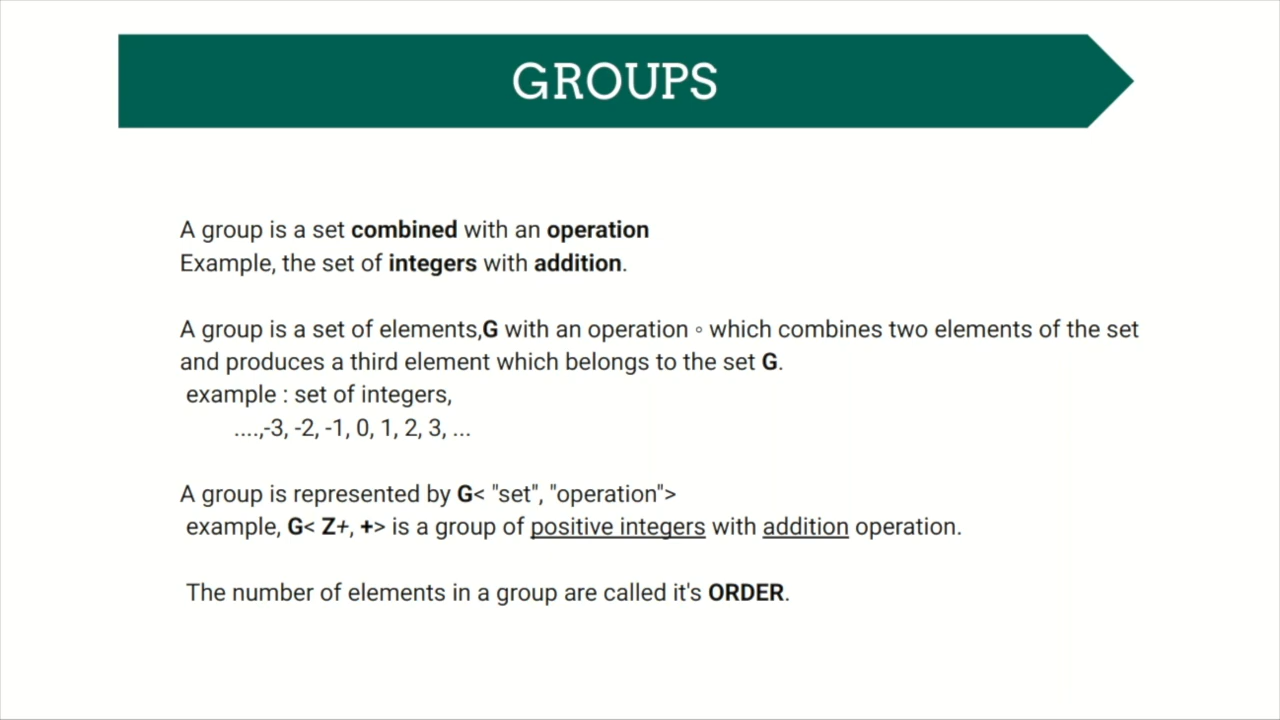 GROUPS
A group is a set combined with an operation
Example, the set of integers with addition.
A group is a set of elements,G with an operation ∘ which combines two elements of the set
and produces a third element which belongs to the set G.
example : set of integers,
....,-3, -2, -1, 0, 1, 2, 3, ...
A group is represented by G< "set", "operation">
example, G< Z+, +> is a group of positive integers with addition operation.
The number of elements in a group are called it's ORDER.